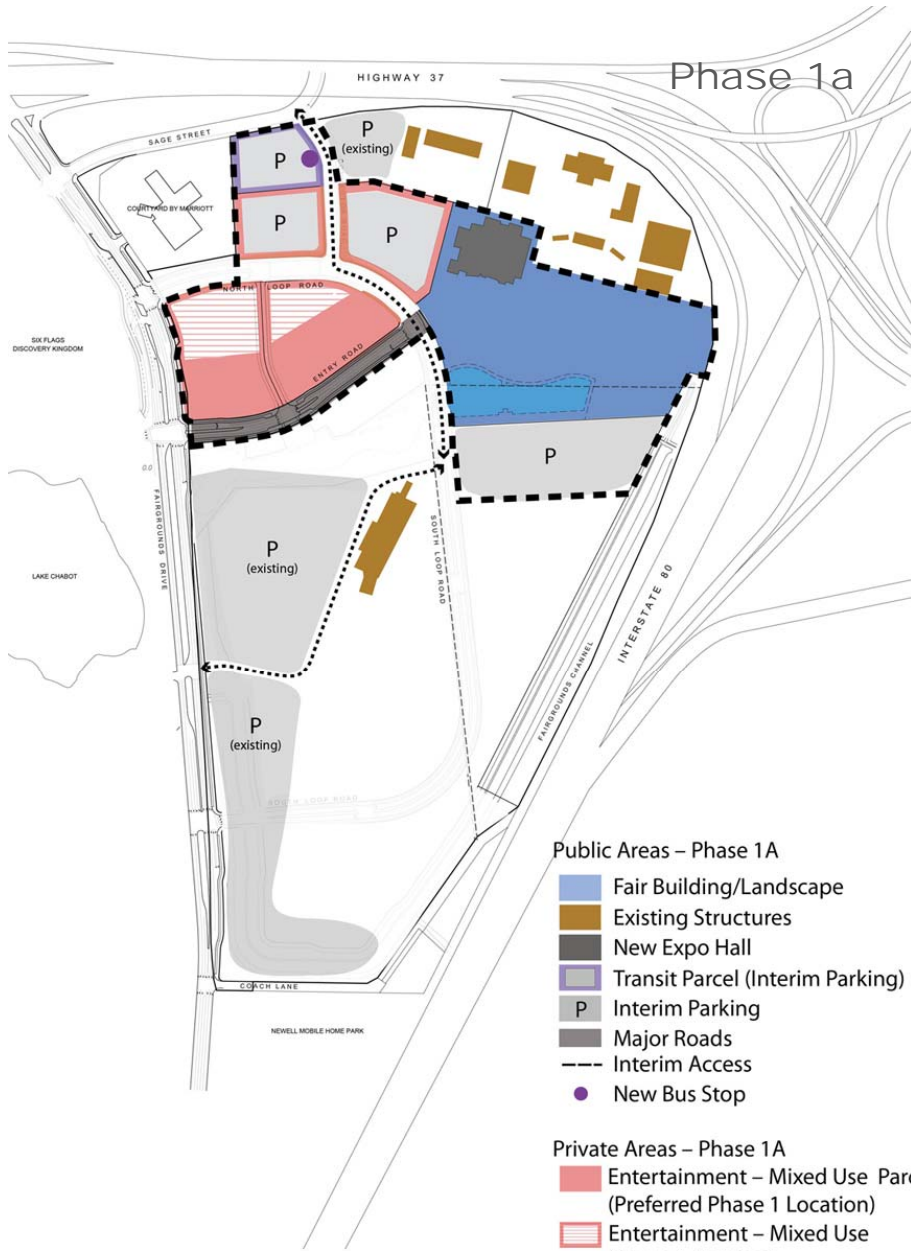 Phase 1a
HIGHWAY 37
SAGE STREET
P
(existing)
P
COURTYARD BY MARRIOTT
P
P
NORTH LOOP ROAD
SIX FLAGS
DISCOVERY KINGDOM
ENTRY ROAD
P
0.0
FAIRGROUNDS DRIVE
SOUTH LOOP ROAD
P
(existing)
LAKE CHABOT
INTERSTATE 80
FAIRGROUNDS CHANNEL
P
(existing)
SOUTH LOOP ROAD
COACH LANE
NEWELL MOBILE HOME PARK
Public Areas – Phase 1A
Fair Building/Landscape
Existing Structures
New Expo Hall
Transit Parcel (Interim Parking)
P Interim Parking
Major Roads
Interim Access
New Bus Stop
Private Areas – Phase 1A
Entertainment – Mixed Use Parc
(Preferred Phase 1 Location)
Entertainment – Mixed Use